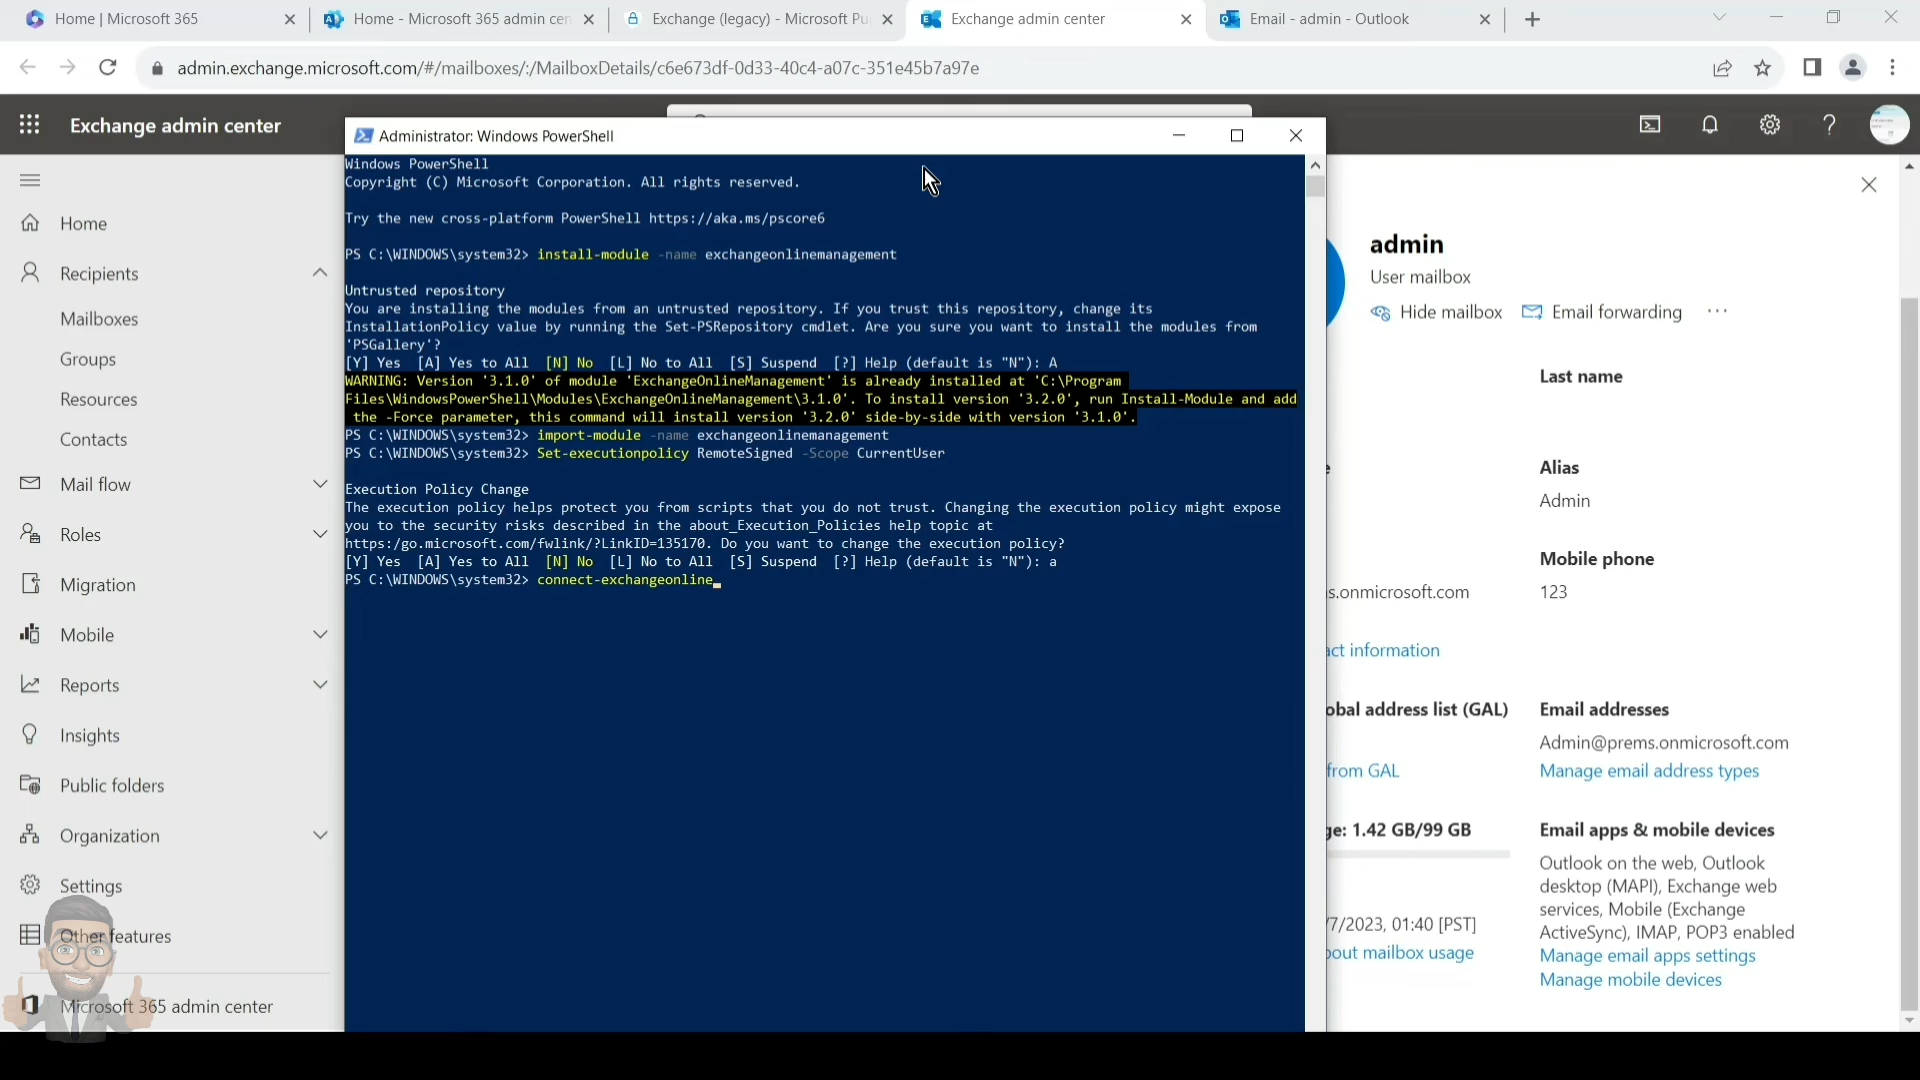 Home | Microsoft 365
Home - Microsoft 365 admin cen
Exchange (legacy) - Microsoft Pu
Exchange admin center
Email - admin - Outlook
admin.exchange.microsoft.com/#/mailboxes/:/MailboxDetails/c6e673df-0d33-40c4-a07c-351e45b7a97e
Exchange admin center
Home
Recipients
Mailboxes
Groups
Resources
Contacts
Mail flow
Roles
Migration
Mobile
Reports
Insights
Public folders
Organization
Settings
Other features
Microsoft 365 admin center
Administrator: Windows PowerShell
Windows PowerShell
Copyright (C) Microsoft Corporation. All rights reserved.
Try the new cross-platform PowerShell https://aka.ms/pscore6
PS C:\WINDOWS\system32> install-module -name exchangeonlinemanagement
Untrusted repository
You are installing the modules from an untrusted repository. If you trust this repository, change its
InstallationPolicy value by running the Set-PSRepository cmdlet. Are you sure you want to install the modules from
'PSGallery'?
[Y] Yes [A] Yes to All [N] No [L] No to All [S] Suspend [?] Help (default is "N"): A
WARNING: Version '3.1.0' of module 'ExchangeOnlineManagement' is already installed at 'C:\Program
Files\WindowsPowerShell\Modules\ExchangeOnlineManagement\3.1.0'. To install version '3.2.0', run Install-Module and add
the -Force parameter, this command will install version '3.2.0' side-by-side with version '3.1.0'.
PS C:\WINDOWS\system32> import-module -name exchangeonlinemanagement
PS C:\WINDOWS\system32> Set-executionpolicy RemoteSigned -Scope CurrentUser
Execution Policy Change
The execution policy helps protect you from scripts that you do not trust. Changing the execution policy might expose
you to the security risks described in the about_Execution_Policies help topic at
https:/go.microsoft.com/fwlink/?LinkID=135170. Do you want to change the execution policy?
[Y] Yes [A] Yes to All [N] No [L] No to All [S] Suspend [?] Help (default is "N"): a
PS C:\WINDOWS\system32> connect-exchangeonline_
admin
User mailbox
Hide mailbox Email forwarding ...
Last name
Alias
Admin
Mobile phone
s.onmicrosoft.com 123
act information
obal address list (GAL) Email addresses
Admin@prems.onmicrosoft.com
from GAL Manage email address types
ge: 1.42 GB/99 GB Email apps & mobile devices
Outlook on the web, Outlook
desktop (MAPI), Exchange web
services, Mobile (Exchange
/7/2023, 01:40 [PST] ActiveSync), IMAP, POP3 enabled
bout mailbox usage Manage email apps settings
Manage mobile devices